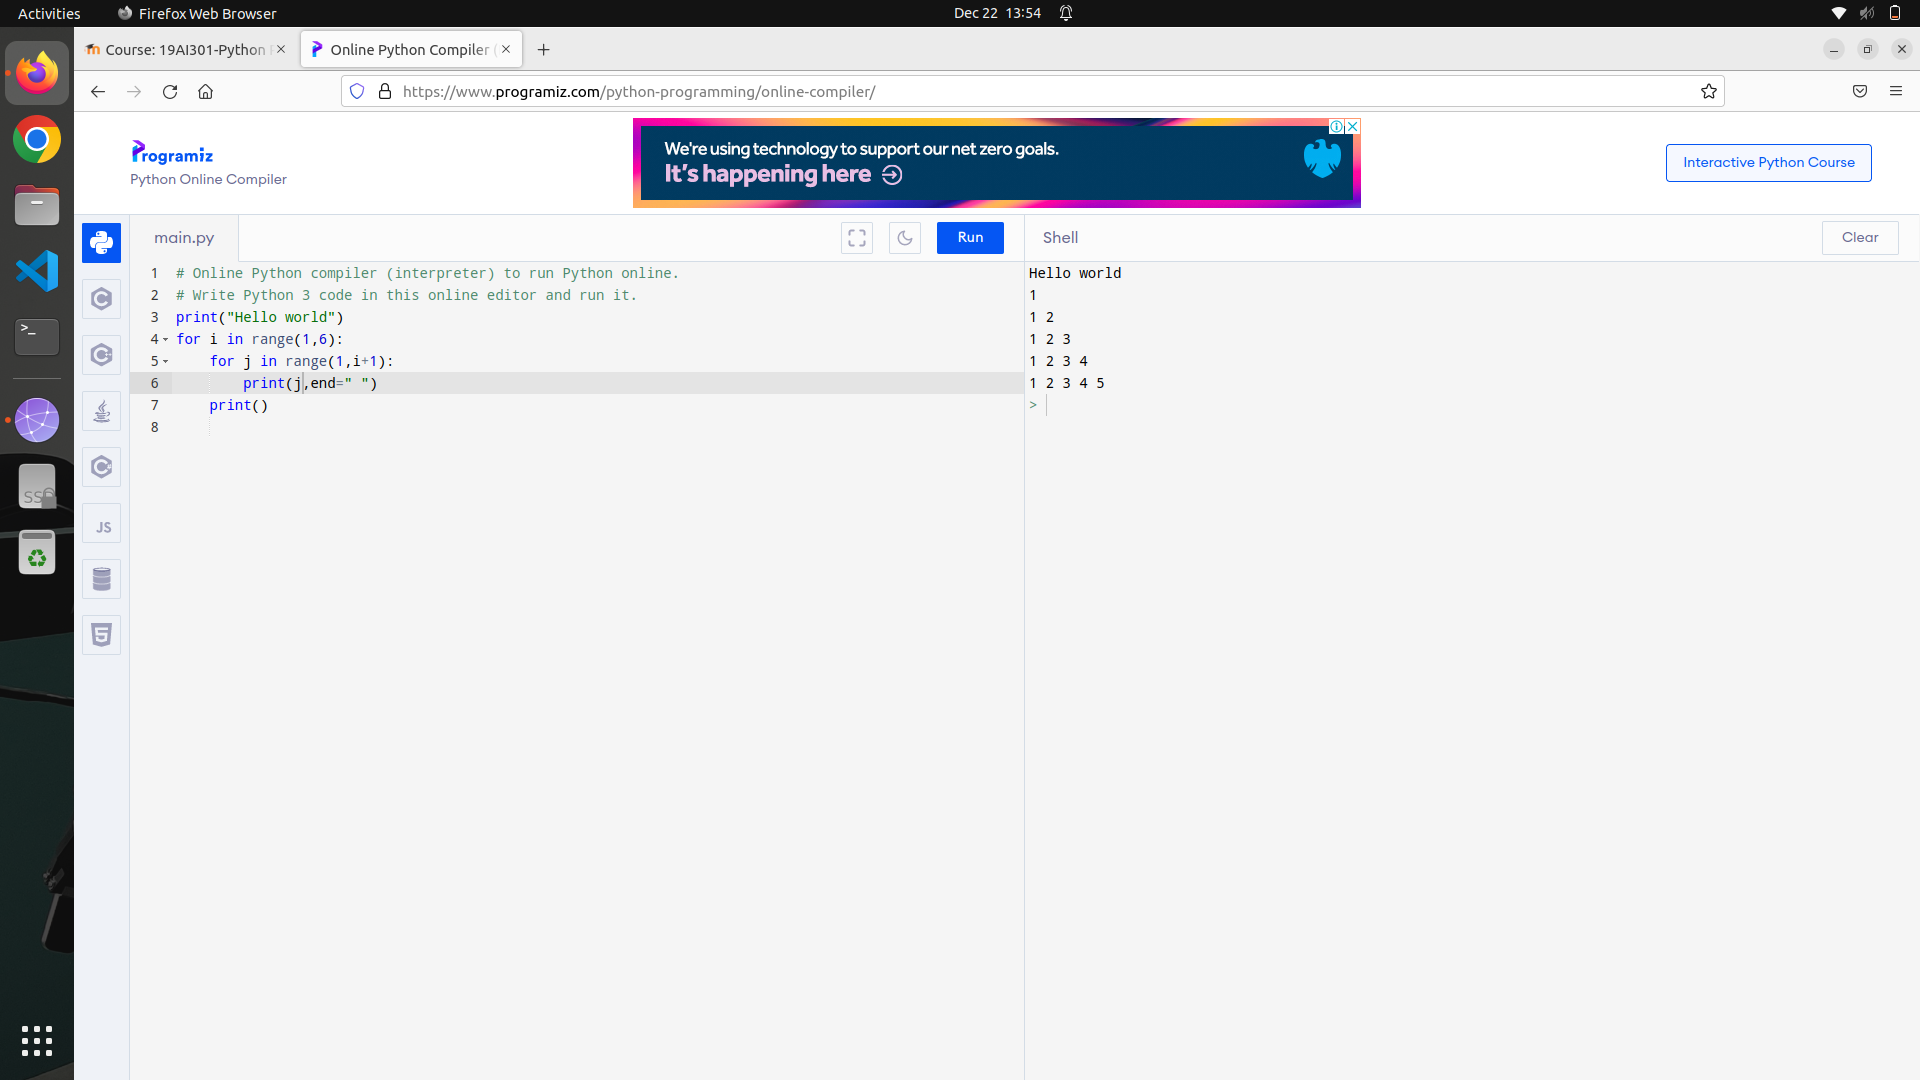 Activities
Firefox Web Browser
Dec 22 13:54
Course: 19AI301-Python
Online Python Compiler (
https://www.programiz.com/python-programming/online-compiler/
Programiz
Python Online Compiler
We're using technology to support our net zero goals.
It's happening here
Interactive Python Course
main.py
Run
Shell
Clear
1 # Online Python compiler (interpreter) to run Python online.
2 # Write Python 3 code in this online editor and run it.
3 print("Hello world")
4 for i in range(1,6):
5     for j in range(1,i+1):
6         print(j,end=" ")
7     print()
8
Hello world
1
1 2
1 2 3
1 2 3 4
1 2 3 4 5
>
>_
SS
JS